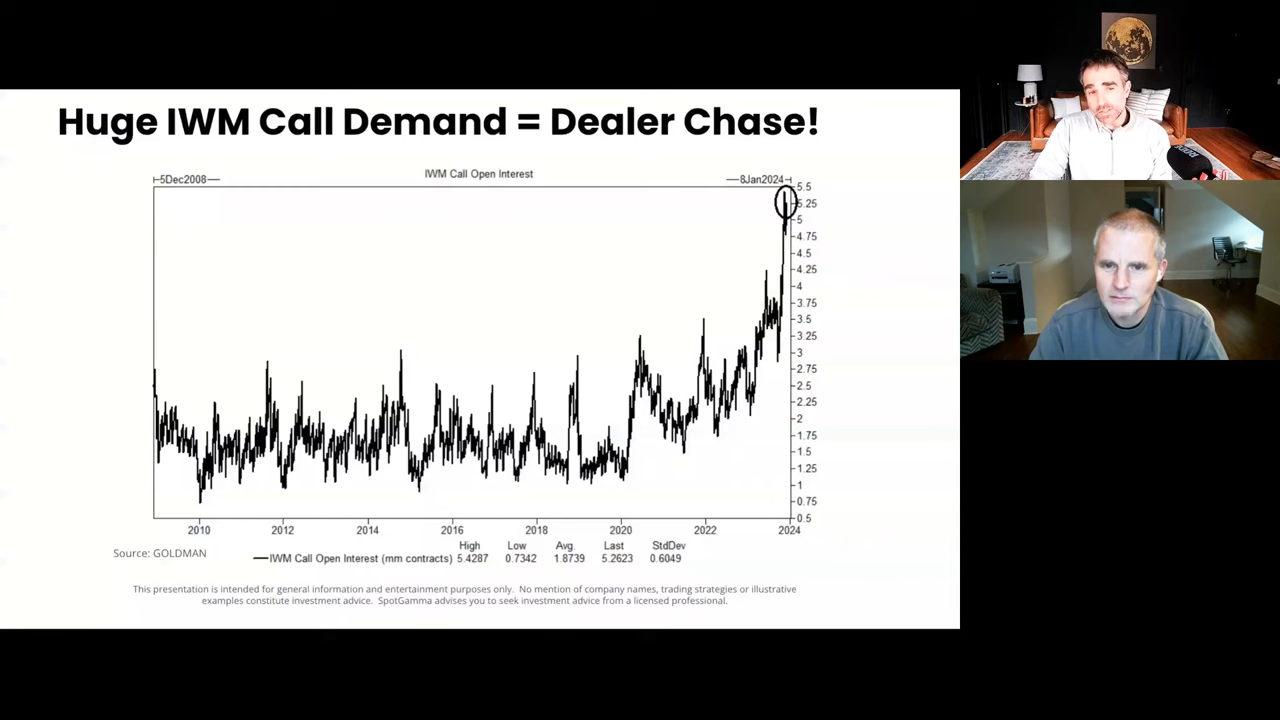 Huge IWM Call Demand = Dealer Chase!
5Dec2008
IWM Call Open Interest
8Jan2024
5.5
5.25
5
4.75
4.5
4.25
4
3.75
3.5
3.25
3
2.75
2.5
2.25
2
1.75
1.5
1.25
1
0.75
0.5
2010 2012 2014 2016 2018 2020 2022 2024
High Low Avg. Last StdDev
IWM Call Open Interest (mm contracts) 5.4287 0.7342 1.8739 5.2623 0.6049
Source: GOLDMAN
This presentation is intended for general information and entertainment purposes only. No mention of company names, trading strategies or illustrative
examples constitute investment advice. SpotGamma advises you to seek investment advice from a licensed professional.